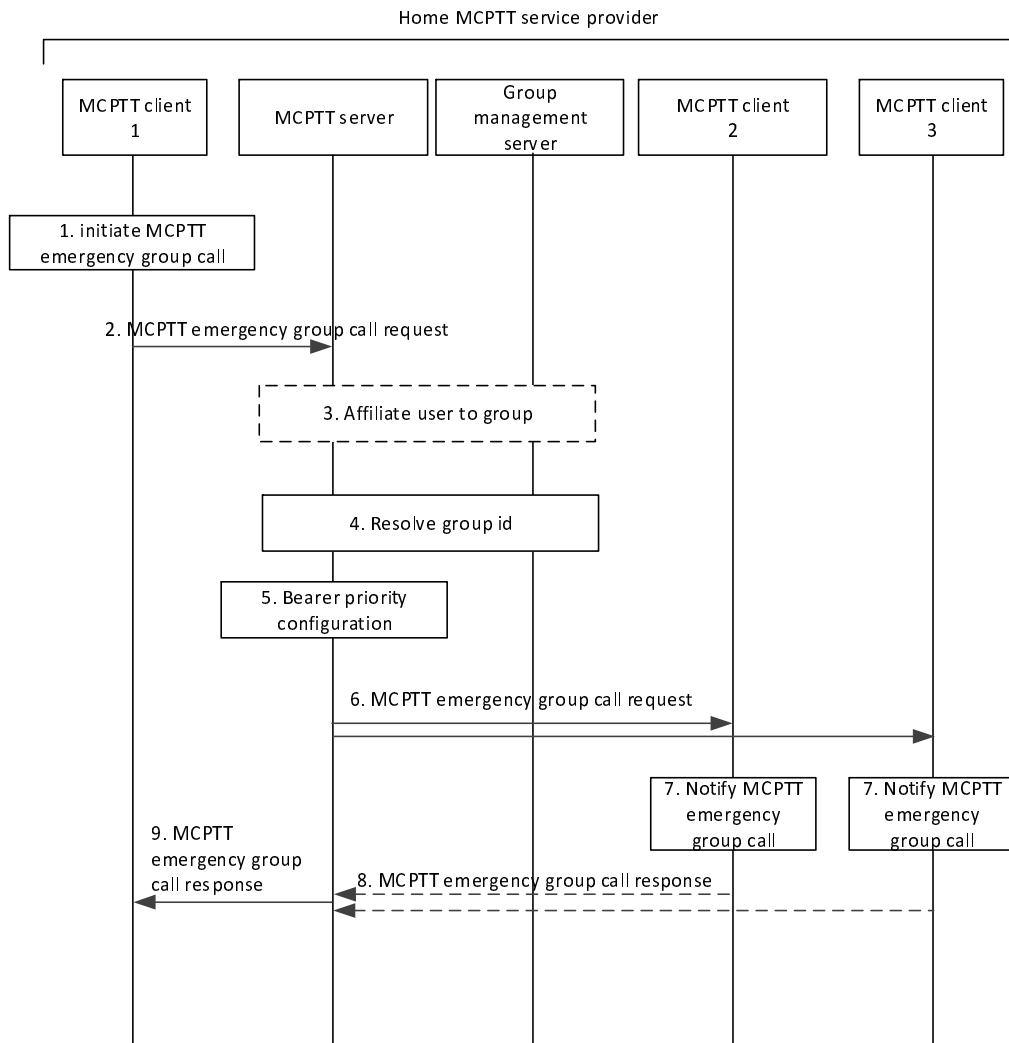 Home MCPTT service provider
MCPTT client
1
MCPTT server
Group
management
server
MCPTT client
2
MCPTT client
3
1. initiate MCPTT
emergency group call
2. MCPTT emergency group call request
3. Affiliate user to group
4. Resolve group id
5. Bearer priority
configuration
6. MCPTT emergency group call request
7. Notify MCPTT
emergency
group call
7. Notify MCPTT
emergency
group call
9. MCPTT
emergency group
call response
8. MCPTT emergency group call response